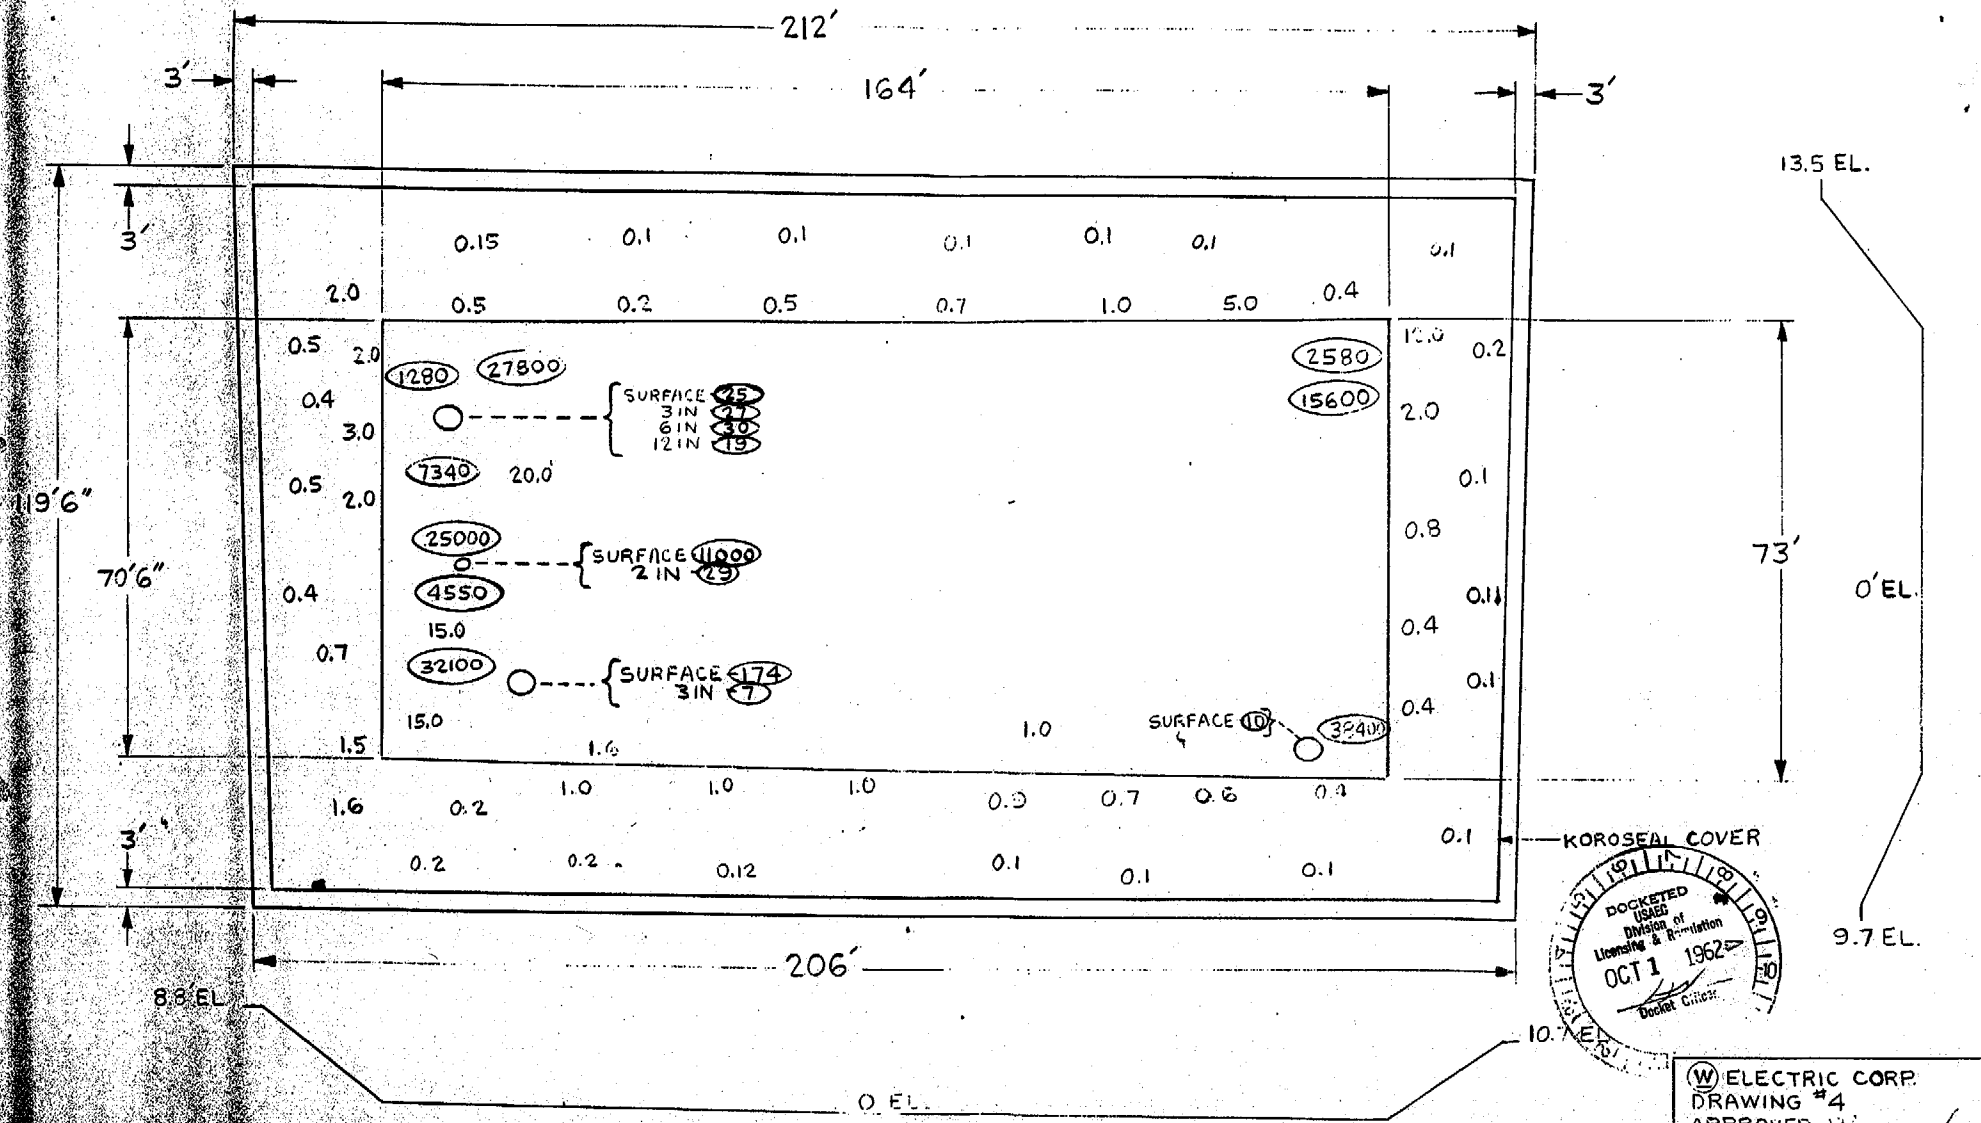 212'
3'
164'
3'
13.5 EL.
3'
0.15 0.1 0.1 0.1 0.1 0.1 0.1
2.0 0.5 0.2 0.5 0.7 1.0 5.0 0.4
0.5 2.0 0.2
1280 27800 2580
0.4 15600 2.0
SURFACE 25
3 IN 27
6 IN 30
12 IN 19
3.0
7340 20.0 0.1
0.5 2.0
119'6"
25000 0.8
SURFACE 11000
2 IN 29
73'
70'6"
0.4 4550 0.1
0' EL.
15.0 0.4
0.7 32100
SURFACE 174
3 IN 7
0.1
15.0 1.0 SURFACE 10 0.4
1.5
1.6 0.2 1.0 1.0 1.0 0.7 0.6
3'
0.1 KOROSEAL COVER
0.2 0.2 0.12 0.1 0.1 0.1
DOCKETED
USAEC
Division of
Licensing &
OCT 1 1962
Docket
9.7 EL.
206'
EL
0 EL.
W ELECTRIC CORP.
DRAWING #4